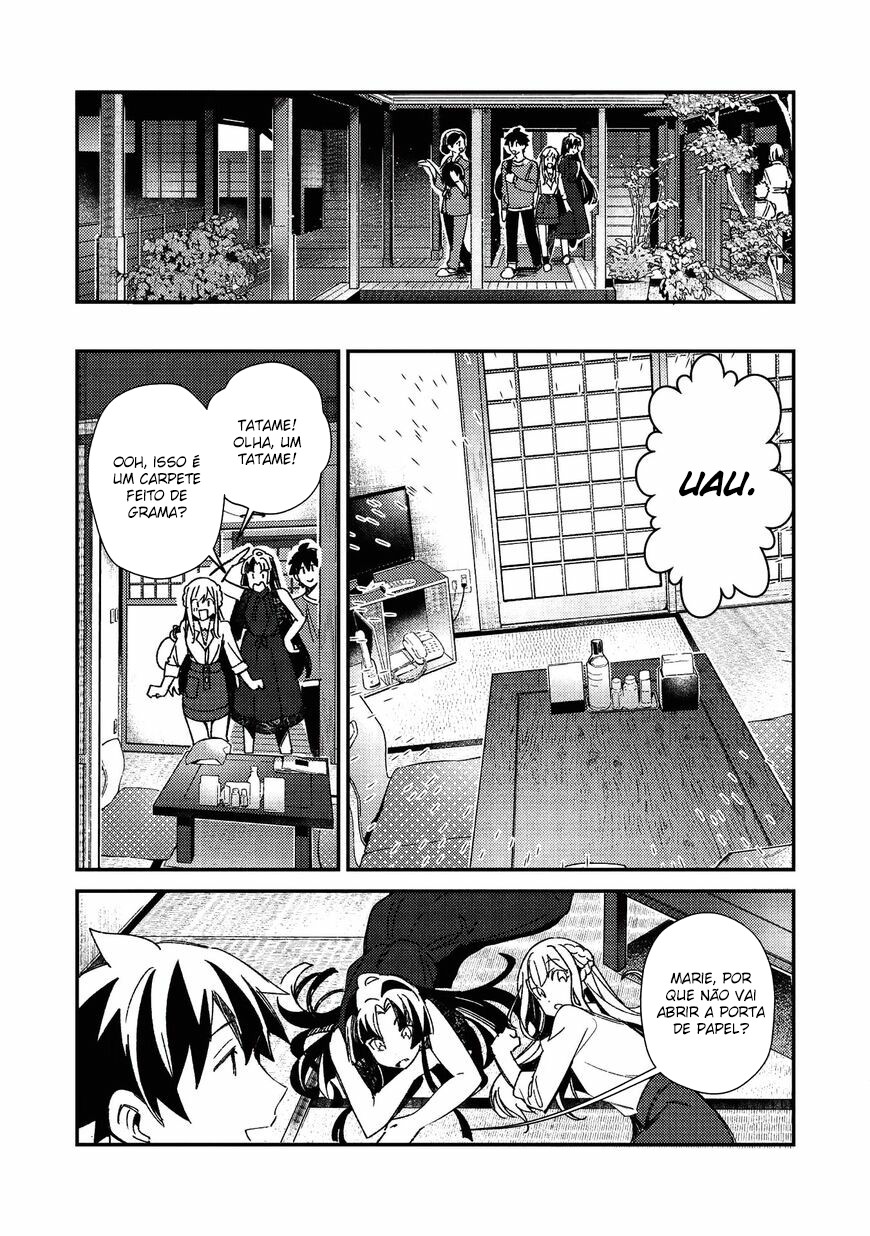 UAU.
TATAME!
OLHA, UM
TATAME!
OOH, ISSO É
UM CARPETE
FEITO DE
GRAMA?
MARIE, POR
QUE NÃO VAI
ABRIR A PORTA
DE PAPEL?